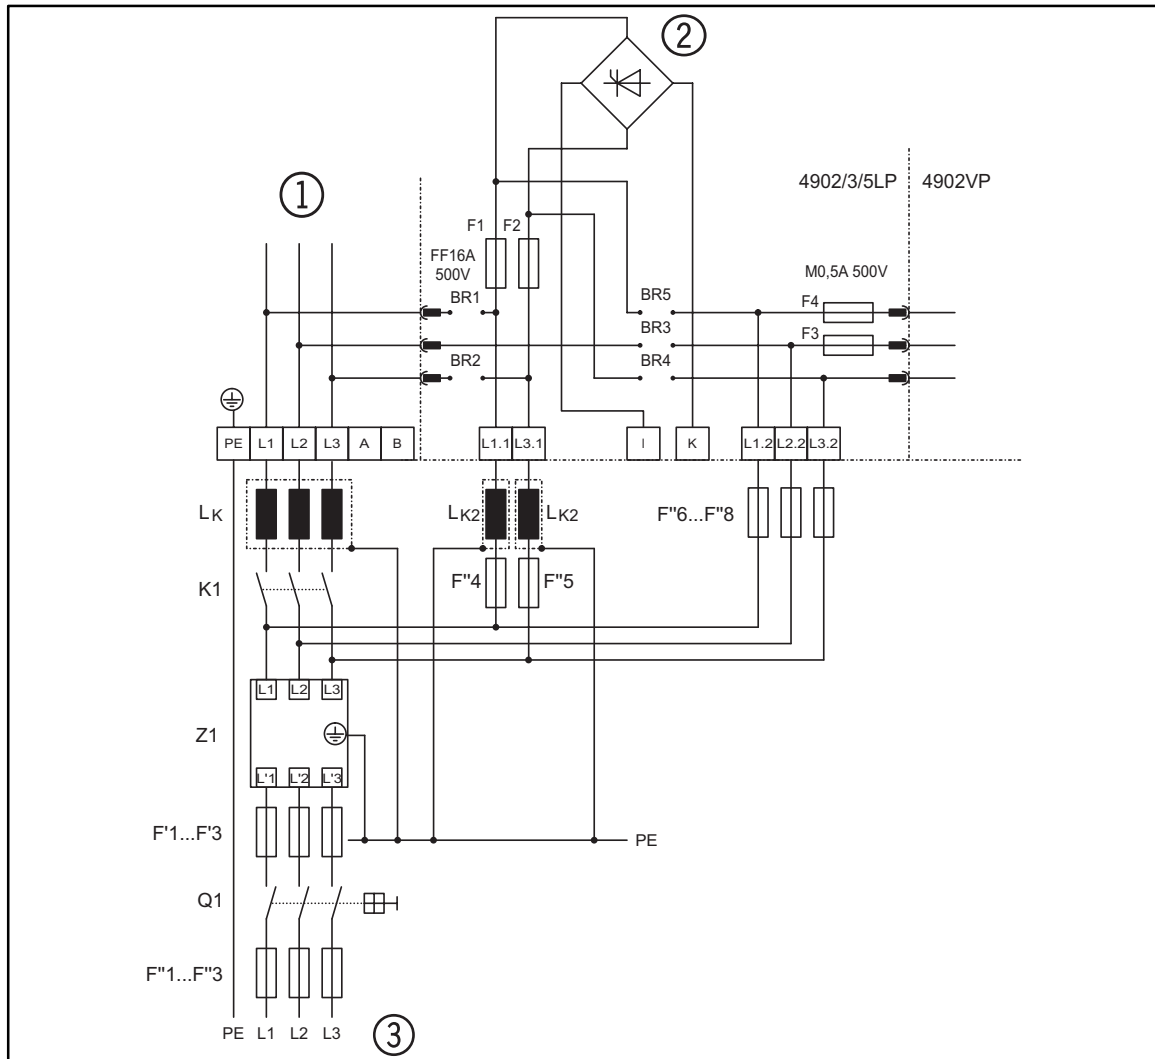 2
1
4902/3/5LP 4902VP
F1 F2
FF16A
500V
M0,5A 500V
BR1 BR5 F4
BR3 F3
BR2 BR4
PE L1 L2 L3 A B L1.1 L3.1 I K L1.2 L2.2 L3.2
LK LK2 LK2 F"6...F"8
K1 F"4 F"5
L1 L2 L3
Z1
L'1 L'2 L'3
F'1...F'3 PE
Q1
F"1...F"3
PE L1 L2 L3 3